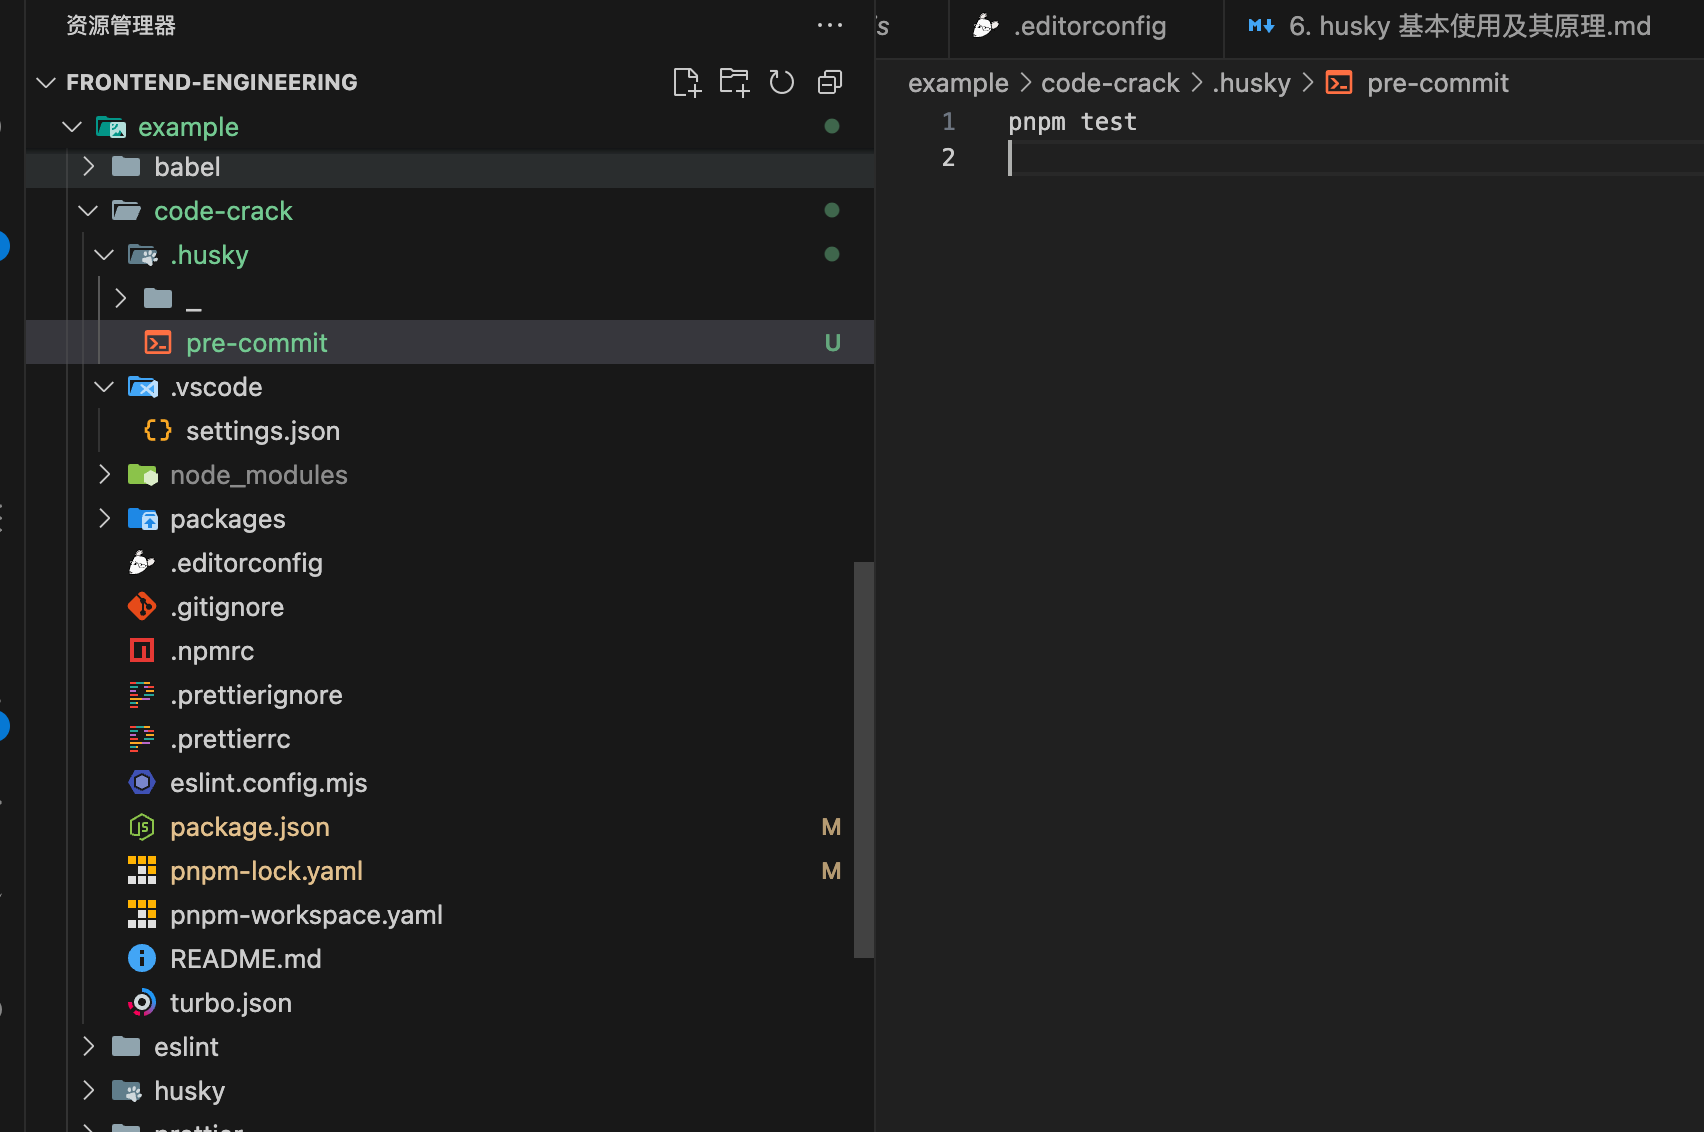 资源管理器
FRONTEND-ENGINEERING
example
babel
code-crack
.husky
_
pre-commit U
.vscode
settings.json
node_modules
packages
.editorconfig
.gitignore
.npmrc
.prettierignore
.prettierrc
eslint.config.mjs
package.json M
pnpm-lock.yaml M
pnpm-workspace.yaml
README.md
turbo.json
eslint
husky
prettier
.editorconfig
6. husky 基本使用及其原理.md
example > code-crack > .husky > pre-commit
1 pnpm test
2